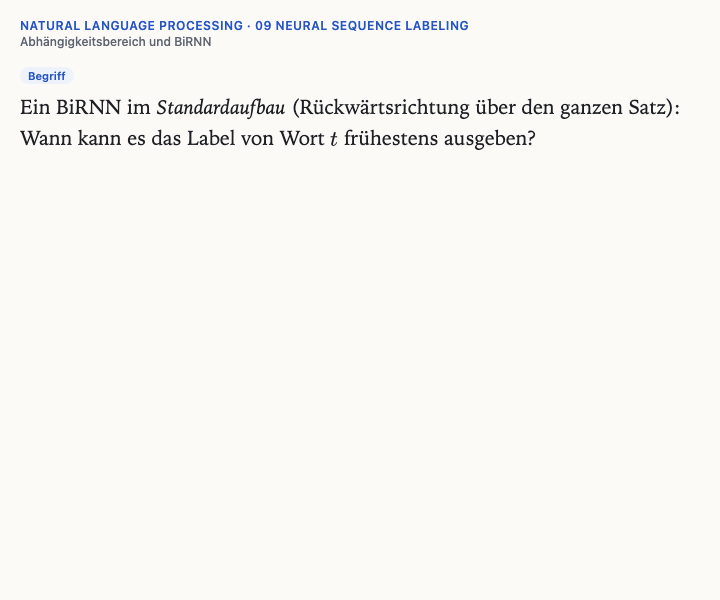 NATURAL LANGUAGE PROCESSING · 09 NEURAL SEQUENCE LABELING
Abhängigkeitsbereich und BiRNN
Begriff
Ein BiRNN im Standardaufbau (Rückwärtsrichtung über den ganzen Satz):
Wann kann es das Label von Wort t frühestens ausgeben?